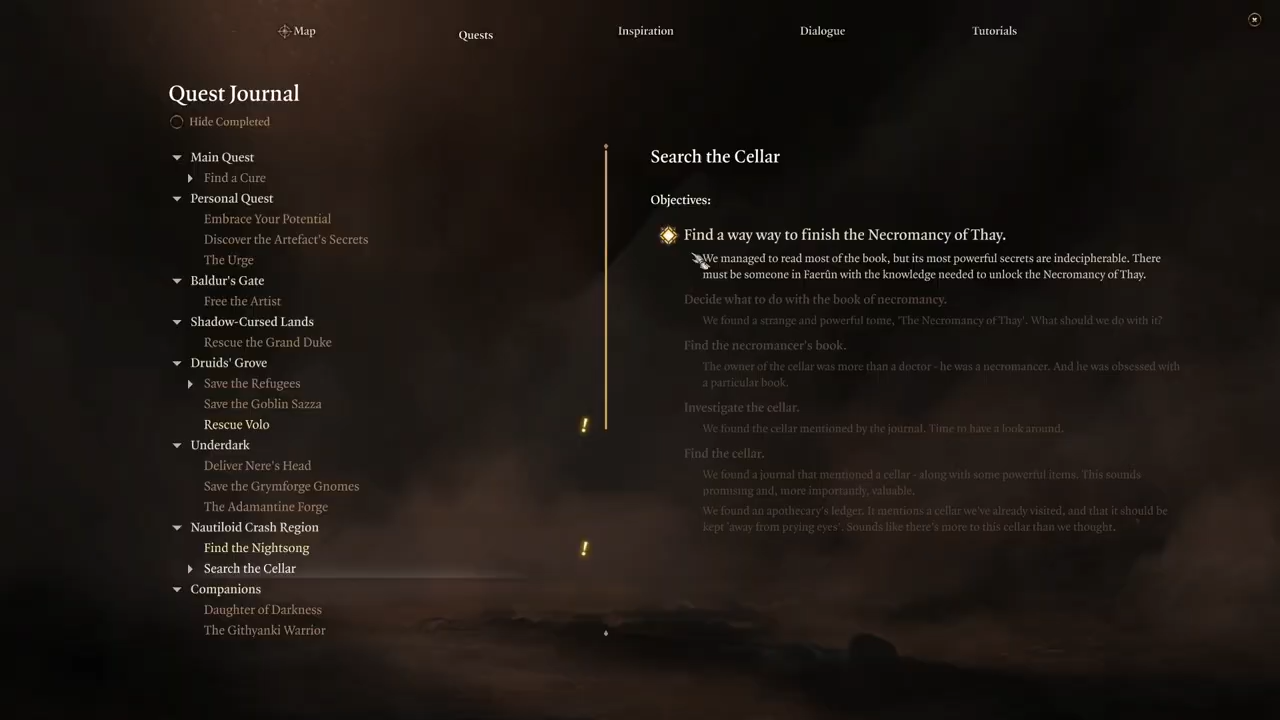 Map
Quests
Inspiration
Dialogue
Tutorials
Quest Journal
Hide Completed
Main Quest
Find a Cure
Personal Quest
Embrace Your Potential
Discover the Artefact's Secrets
The Urge
Baldur's Gate
Free the Artist
Shadow-Cursed Lands
Rescue the Grand Duke
Druids' Grove
Save the Refugees
Save the Goblin Sazza
Rescue Volo
!
Underdark
Deliver Nere's Head
Save the Grymforge Gnomes
The Adamantine Forge
Nautiloid Crash Region
Find the Nightsong
!
Search the Cellar
Companions
Daughter of Darkness
The Githyanki Warrior
Search the Cellar
Objectives:
Find a way way to finish the Necromancy of Thay.
We managed to read most of the book, but its most powerful secrets are indecipherable. There
must be someone in Faerûn with the knowledge needed to unlock the Necromancy of Thay.
Decide what to do with the book of necromancy.
We found a strange and powerful tome, 'The Necromancy of Thay'. What should we do with it?
Find the necromancer's book.
The owner of the cellar was more than a doctor - he was a necromancer. And he was obsessed with
a particular book.
Investigate the cellar.
We found the cellar mentioned by the journal. Time to have a look around.
Find the cellar.
We found a journal that mentioned a cellar - along with some powerful items. This sounds
promising and, more importantly, valuable.
We found an apothecary's ledger. It mentions a cellar we've already visited, and that it should be
kept 'away from prying eyes'. Sounds like there's more to this cellar than we thought.